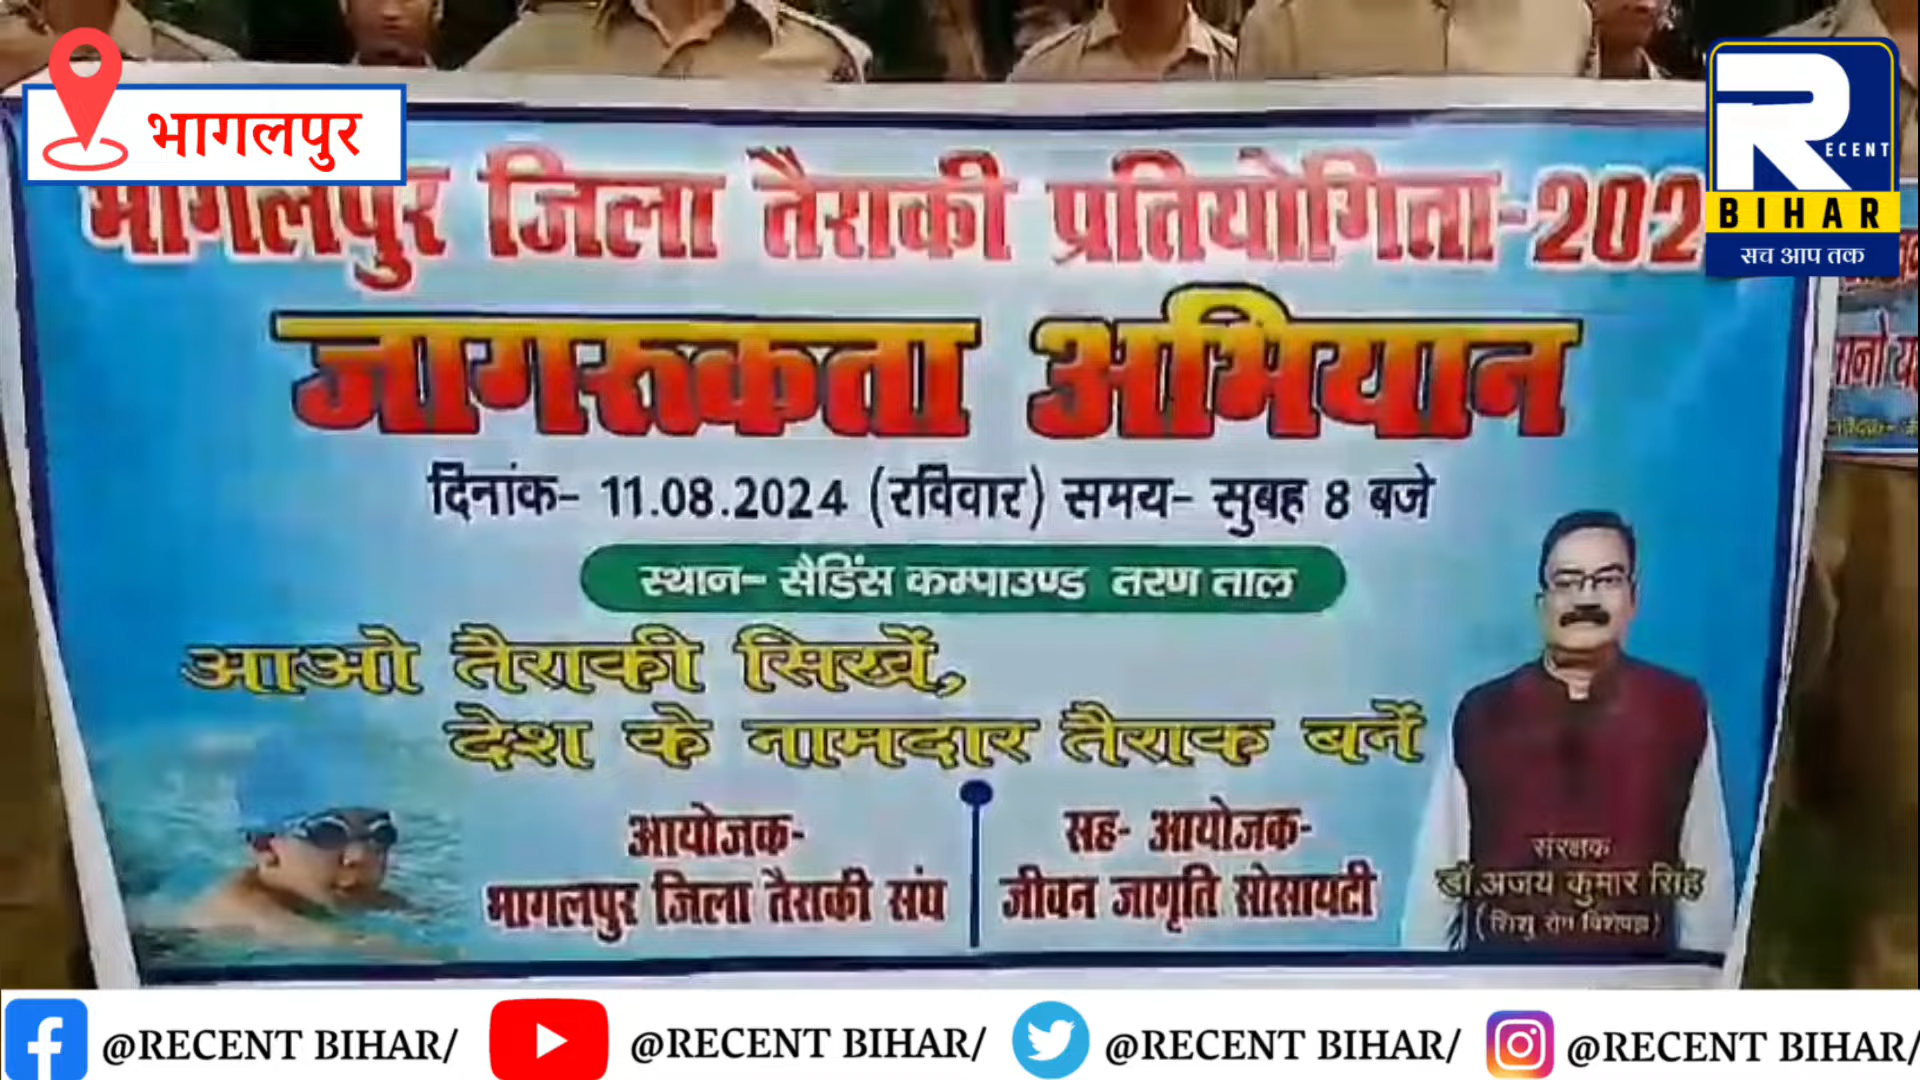 भागलपुर
RECENT
BIHAR
सच आप तक
भागलपुर जिला तैराकी प्रतियोगिता-202
जागरुकता अभियान
दिनांक- 11.08.2024 (रविवार) समय- सुबह 8 बजे
स्थान- सैडिंस कम्पाउण्ड तरण ताल
आओ तैराकी सिखें,
देश के नामदार तैराक बनें
आयोजक-
भागलपुर जिला तैराकी संघ
सह- आयोजक-
जीवन जागृति सोसायटी
संरक्षक
डॉ.अजय कुमार सिंह
(शिशु रोग विशेषज्ञ)
@RECENT BIHAR/ @RECENT BIHAR/ @RECENT BIHAR/ @RECENT BIHAR/